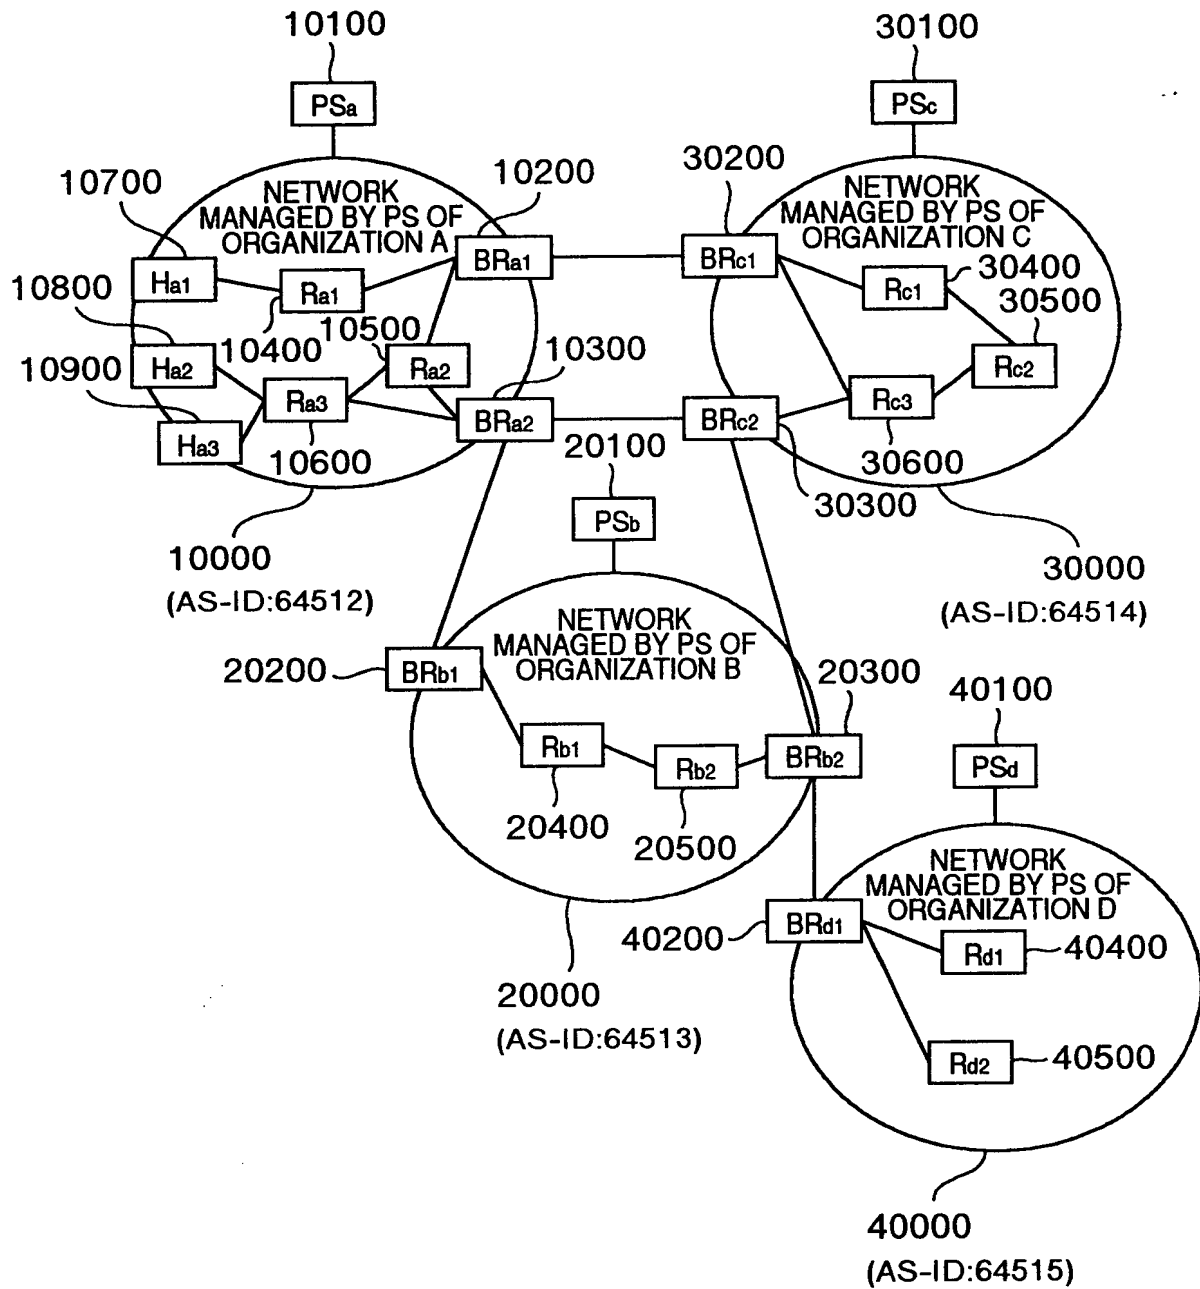 10100
30100
PSa
PSc
10700
10200
30200
NETWORK
MANAGED BY PS OF
ORGANIZATION A
NETWORK
MANAGED BY PS OF
ORGANIZATION C
Ha1
Ra1
BRa1
BRc1
Rc1
30400
10800
10400
10500
10300
30500
Ha2
Ra2
Rc2
10900
Ra3
BRa2
BRc2
Rc3
Ha3
10600
20100
30600
30300
PSb
10000
(AS-ID:64512)
30000
(AS-ID:64514)
NETWORK
MANAGED BY PS OF
ORGANIZATION B
20200
BRb1
20300
40100
Rb1
Rb2
BRb2
PSd
20400
20500
NETWORK
MANAGED BY PS OF
ORGANIZATION D
40200
BRd1
Rd1
40400
20000
(AS-ID:64513)
Rd2
40500
40000
(AS-ID:64515)